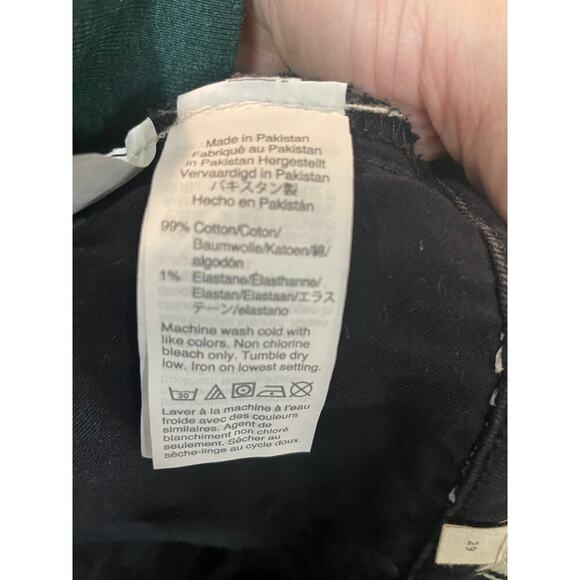 Made in Pakistan
Fabriqué au Pakistan
in Pakistan Hergestellt
Vervaardigd in Pakistan
パキスタン製
Hecho en Pakistán
99% Cotton/Coton/
Baumwolle/Katoen/綿/
algodón
1% Elastane/Élasthanne/
Elastan/Elastaan/エラス
テーン/elastano
Machine wash cold with
like colors. Non chlorine
bleach only. Tumble dry
low. Iron on lowest setting.
30
Laver à la machine à l'eau
froide avec des couleurs
similaires. Agent de
blanchiment non chloré
seulement. Sécher au
sèche-linge au cycle doux.
29